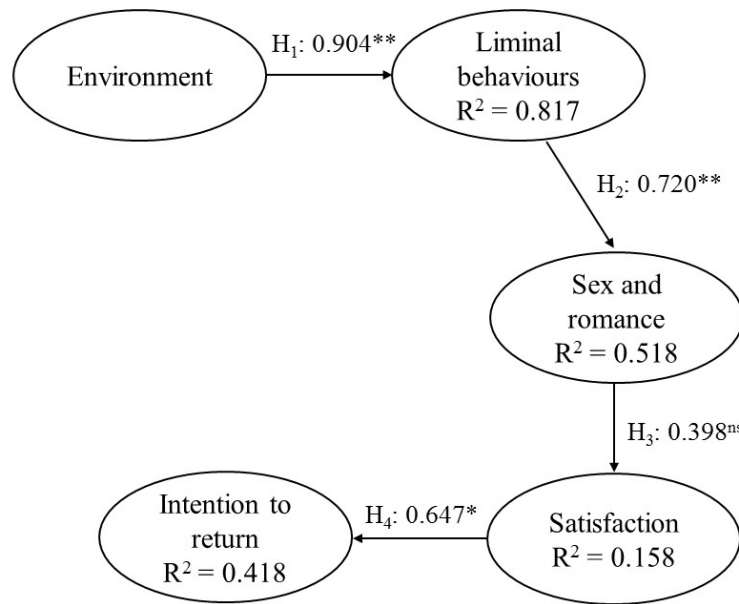 Environment
H₁: 0.904**
Liminal
behaviours
R² = 0.817
H₂: 0.720**
Sex and
romance
R² = 0.518
H₃: 0.398ⁿˢ
Satisfaction
R² = 0.158
H₄: 0.647*
Intention to
return
R² = 0.418